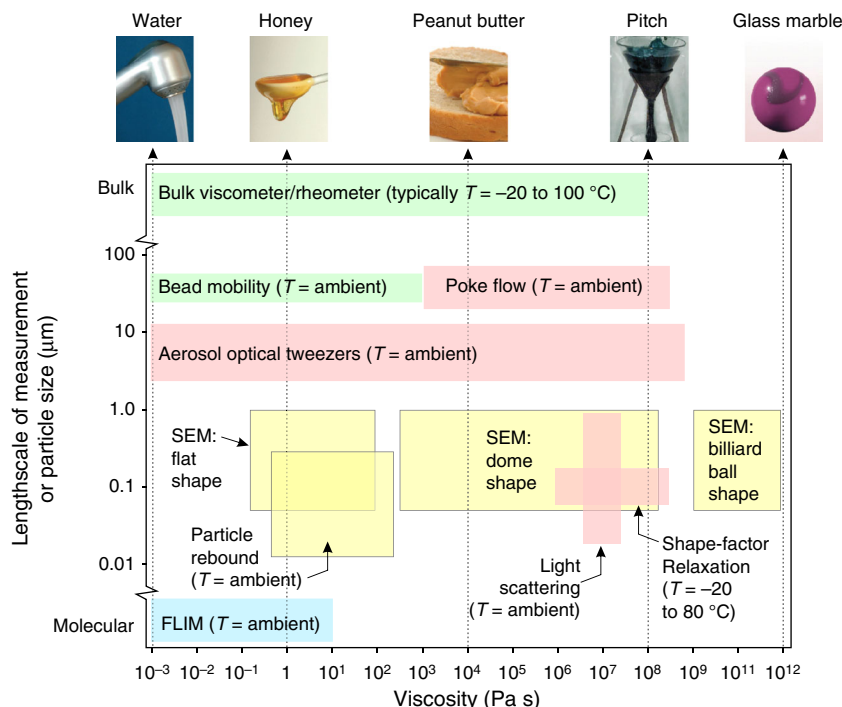 Water
Honey
Peanut butter
Pitch
Glass marble
Bulk
Bulk viscometer/rheometer (typically T = –20 to 100 °C)
100
Bead mobility (T = ambient)
Poke flow (T = ambient)
10
Aerosol optical tweezers (T = ambient)
1.0
SEM:
flat
shape
SEM:
dome
shape
SEM:
billiard
ball
shape
0.1
Particle
rebound
(T = ambient)
Light
scattering
(T = ambient)
Shape-factor
Relaxation
(T = –20
to 80 °C)
0.01
Molecular
FLIM (T = ambient)
Lengthscale of measurement
or particle size (μm)
10⁻³ 10⁻² 10⁻¹ 1 10¹ 10² 10³ 10⁴ 10⁵ 10⁶ 10⁷ 10⁸ 10⁹ 10¹¹ 10¹²
Viscosity (Pa s)